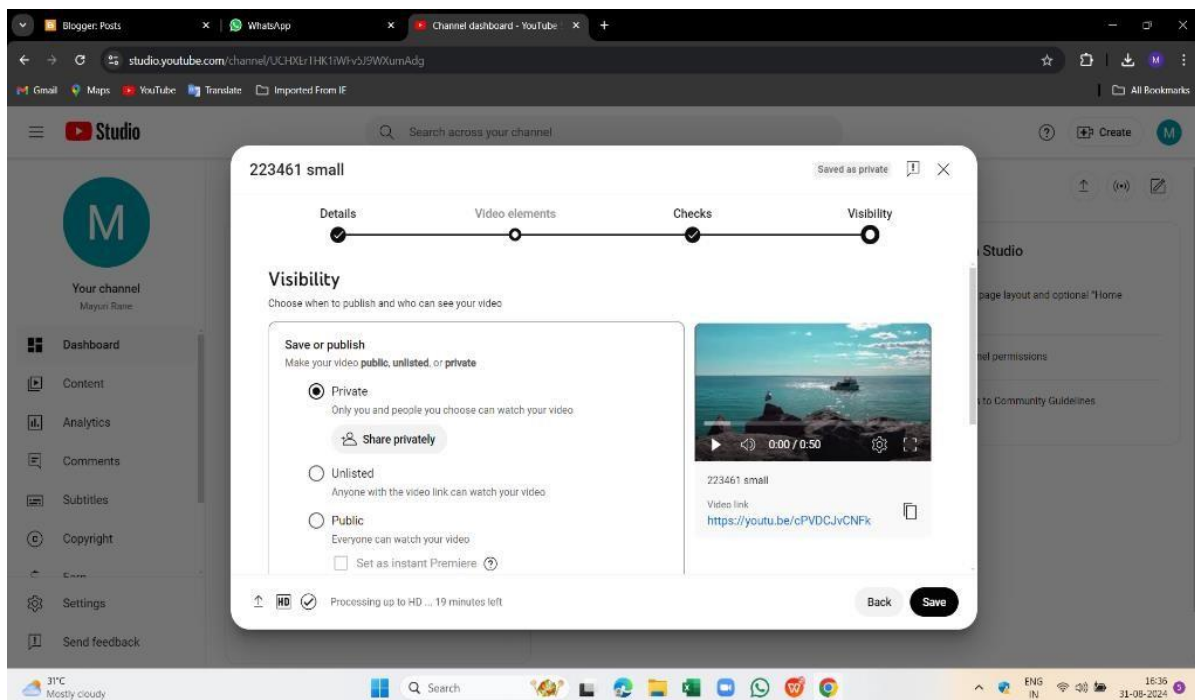 Blogger: Posts
WhatsApp
Channel dashboard - YouTube
studio.youtube.com/channel/UCHXErTHK1iWFv5J9WXumAdg
Gmail
Maps
YouTube
Translate
Imported From IE
All Bookmarks
Studio
Search across your channel
Create
M
M
Your channel
Mayuri Rane
Dashboard
Content
Analytics
Comments
Subtitles
Copyright
Earn
Settings
Send feedback
223461 small
Saved as private
Details
Video elements
Checks
Visibility
Visibility
Choose when to publish and who can see your video
Save or publish
Make your video public, unlisted, or private
Private
Only you and people you choose can watch your video
Share privately
Unlisted
Anyone with the video link can watch your video
Public
Everyone can watch your video
Set as instant Premiere
0:00 / 0:50
223461 small
Video link
https://youtu.be/cPVDCJvCNFk
HD
Processing up to HD ... 19 minutes left
Back
Save
Studio
page layout and optional "Home
permissions
to Community Guidelines
31°C
Mostly cloudy
Search
ENG
IN
16:36
31-08-2024